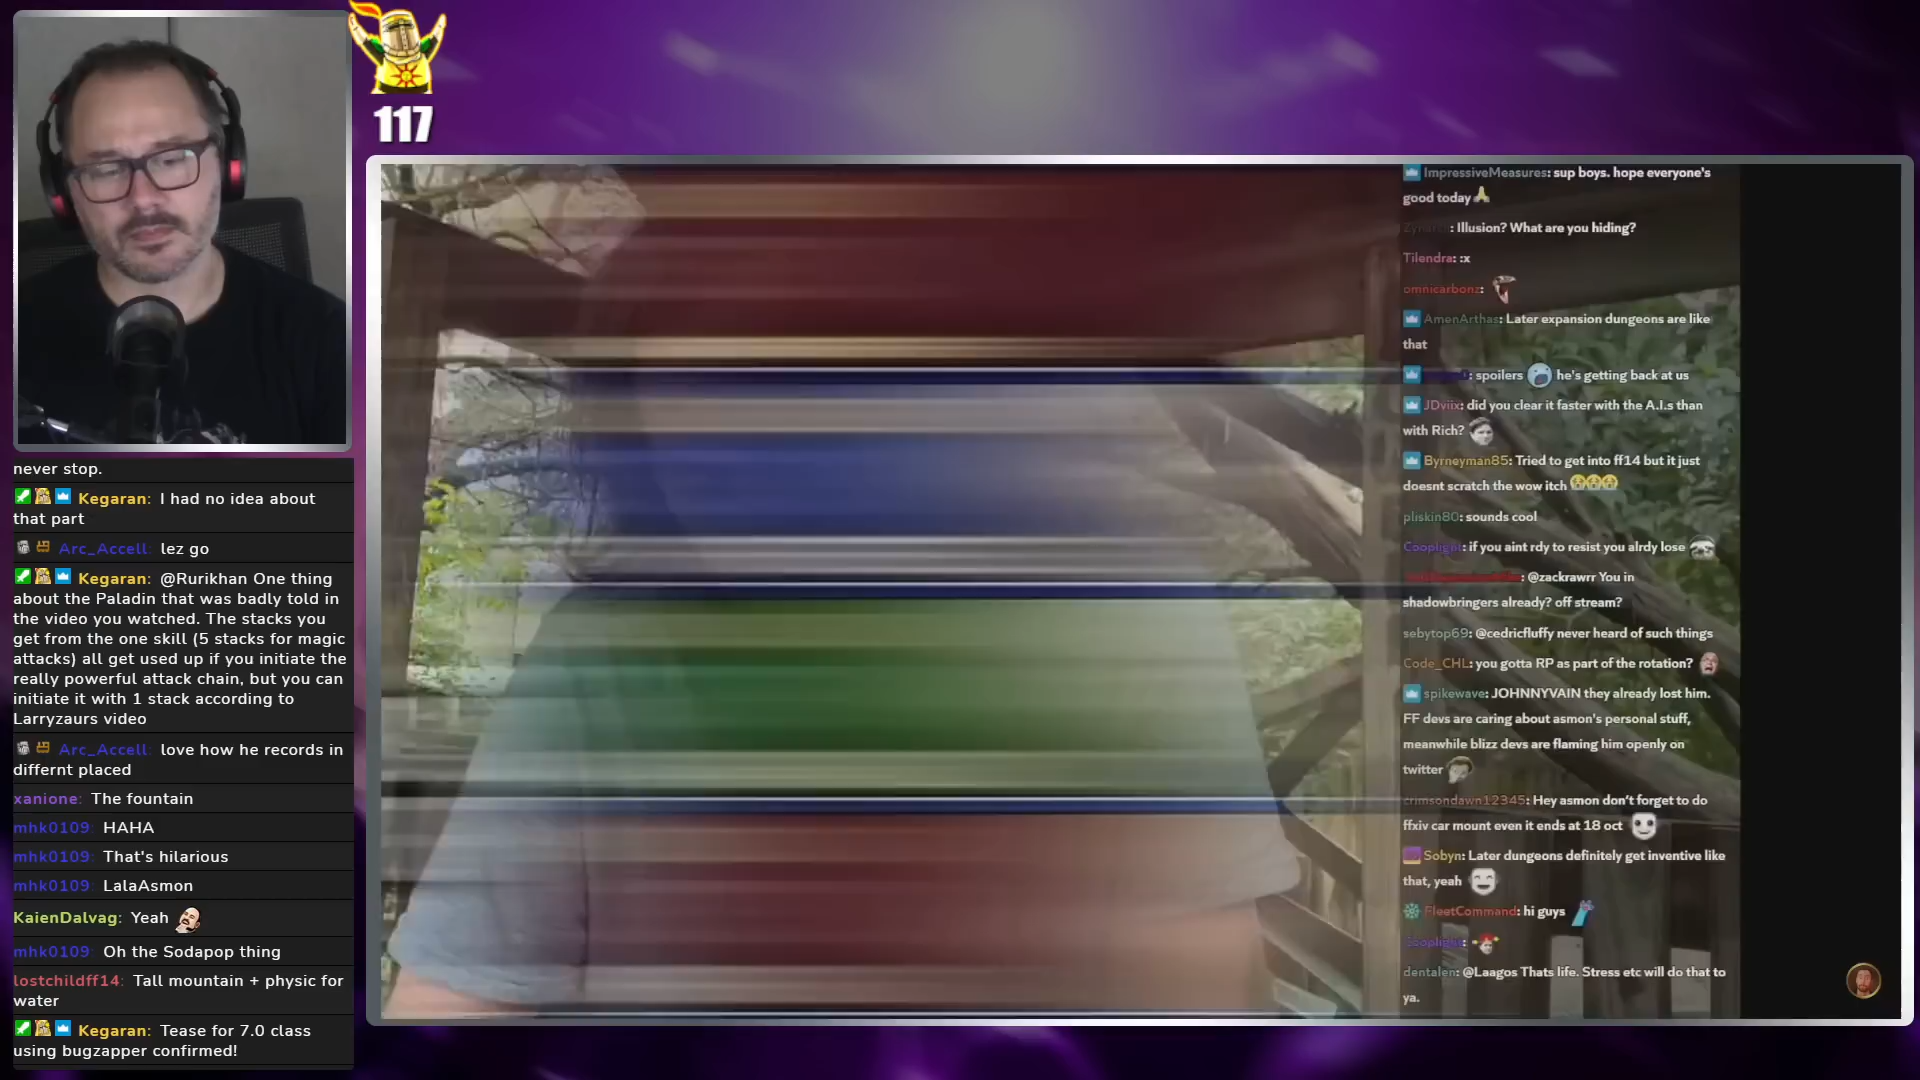 117
never stop.
Kegaran: I had no idea about
that part
Arc_Accell: lez go
Kegaran: @Rurikhan One thing
about the Paladin that was badly told in
the video you watched. The stacks you
get from the one skill (5 stacks for magic
attacks) all get used up if you initiate the
really powerful attack chain, but you can
initiate it with 1 stack according to
Larryzaurs video
Arc_Accell: love how he records in
differnt placed
xanione: The fountain
mhk0109: HAHA
mhk0109: That's hilarious
mhk0109: LalaAsmon
KaienDalvag: Yeah
mhk0109: Oh the Sodapop thing
lostchildff14: Tall mountain + physic for
water
Kegaran: Tease for 7.0 class
using bugzapper confirmed!
ImpressiveMeasures: sup boys. hope everyone's
good today
: Illusion? What are you hiding?
Tilendra: :x
omnicarbonz:
AmenArthas: Later expansion dungeons are like
that
: spoilers he's getting back at us
JDviix: did you clear it faster with the A.I.s than
with Rich?
Byrneyman85: Tried to get into ff14 but it just
doesnt scratch the wow itch
pliskin80: sounds cool
Cooplight: if you aint rdy to resist you alrdy lose
: @zackrawrr You in
shadowbringers already? off stream?
sebytop69: @cedricfluffy never heard of such things
Code_CHL: you gotta RP as part of the rotation?
spikewave: JOHNNYVAIN they already lost him.
FF devs are caring about asmon's personal stuff,
meanwhile blizz devs are flaming him openly on
twitter
crimsondawn12345: Hey asmon don't forget to do
ffxiv car mount even it ends at 18 oct
Sobyn: Later dungeons definitely get inventive like
that, yeah
FleetCommand: hi guys
Cooplight:
dentalen: @Laagos Thats life. Stress etc will do that to
ya.